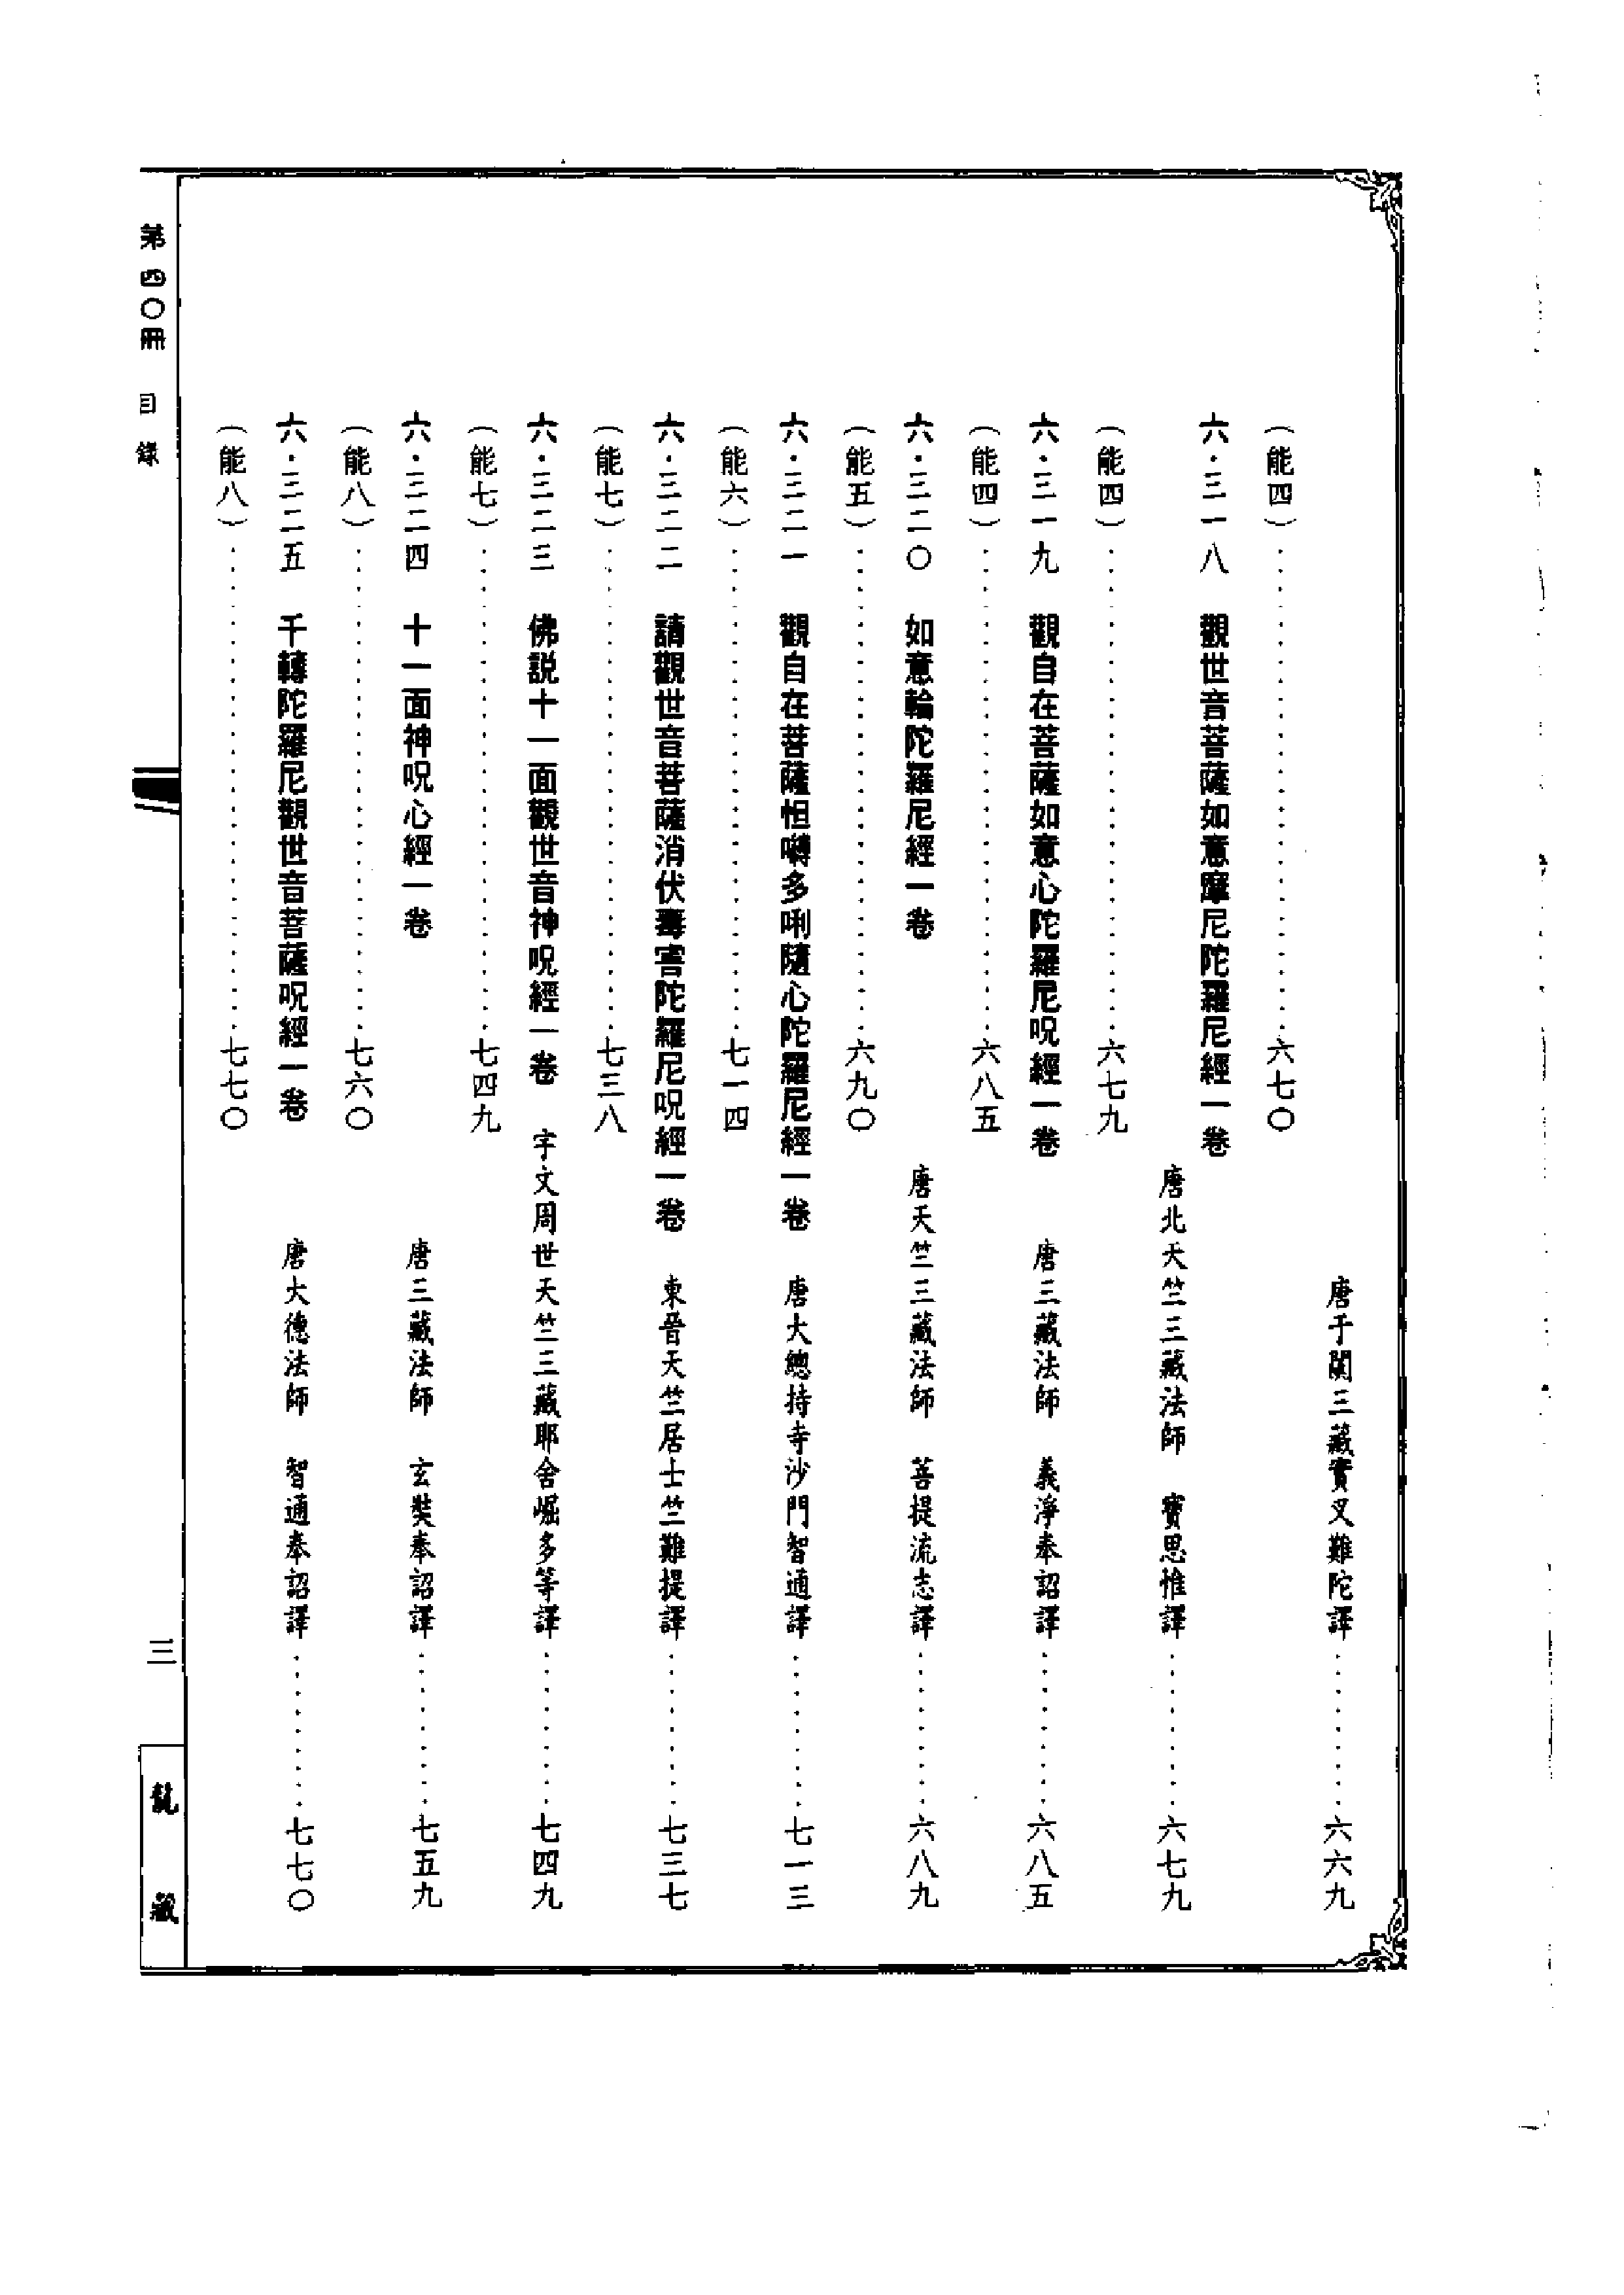 唐于闐三藏實叉難陀譯.........六六九
(能四)...........................六七〇
六·三一八 觀世音菩薩如意摩尼陀羅尼經一卷
唐北天竺三藏法師 寶思惟譯.........六七九
(能四)...........................六七九
六·三一九 觀自在菩薩如意心陀羅尼呪經一卷 唐三藏法師 義淨奉詔譯.........六八五
(能四)...........................六八五
六·三二〇 如意輪陀羅尼經一卷 唐天竺三藏法師 菩提流志譯.........六八九
(能五)...........................六九〇
六·三二一 觀自在菩薩怛嚩多唎隨心陀羅尼經一卷 唐大總持寺沙門智通譯.........七一三
(能六)...........................七一四
六·三二二 請觀世音菩薩消伏毒害陀羅尼呪經一卷 東晉天竺居士竺難提譯.........七三七
(能七)...........................七三八
六·三二三 佛説十一面觀世音神呪經一卷 宇文周世天竺三藏耶舍崛多等譯.........七四九
(能七)...........................七四九
六·三二四 十一面神呪心經一卷 唐三藏法師 玄奘奉詔譯.........七五九
(能八)...........................七六〇
六·三二五 千轉陀羅尼觀世音菩薩呪經一卷 唐大德法師 智通奉詔譯.........七七〇
(能八)...........................七七〇
第四〇冊 目錄
三
龍藏